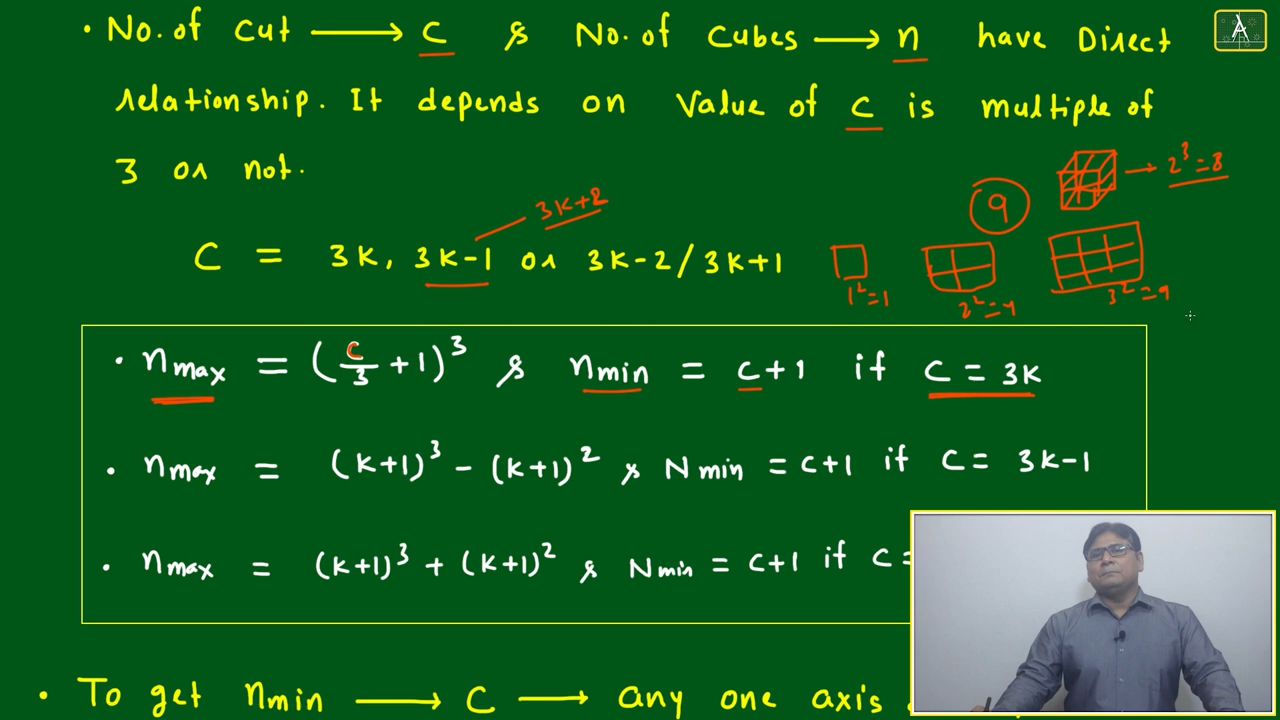 • No. of cut ⟶ c & No. of cubes ⟶ n have Direct
relationship. It depends on value of c is multiple of
3 or not.
2³=8
9
3k+2
C = 3k, 3k-1 or 3k-2/3k+1
1²=1
2²=4
3²=9
• nmax = (c/3 + 1)³ & nmin = c+1 if c = 3k
• nmax = (k+1)³ - (k+1)² & Nmin = c+1 if c = 3k-1
• nmax = (k+1)³ + (k+1)² & Nmin = c+1 if c =
• To get nmin ⟶ c ⟶ any one axis
A